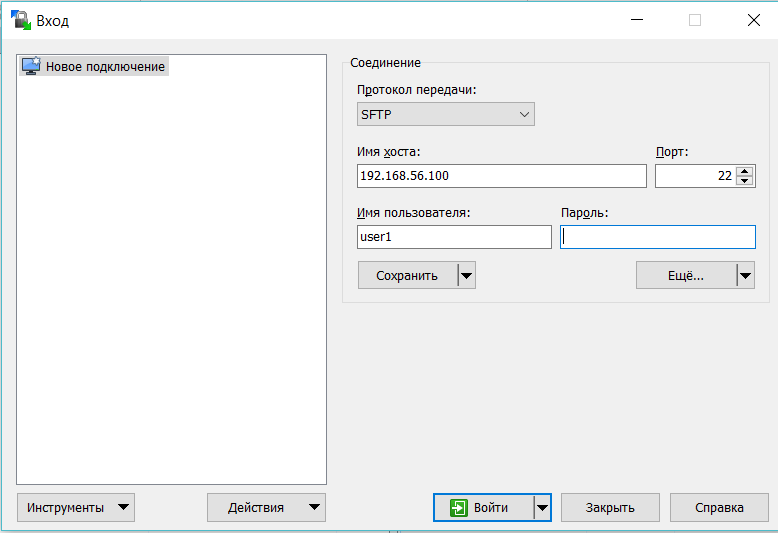 Вход
Новое подключение
Соединение
Протокол передачи:
SFTP
Имя хоста:
Порт:
192.168.56.100
22
Имя пользователя:
Пароль:
user1
Сохранить
Ещё...
Инструменты
Действия
Войти
Закрыть
Справка